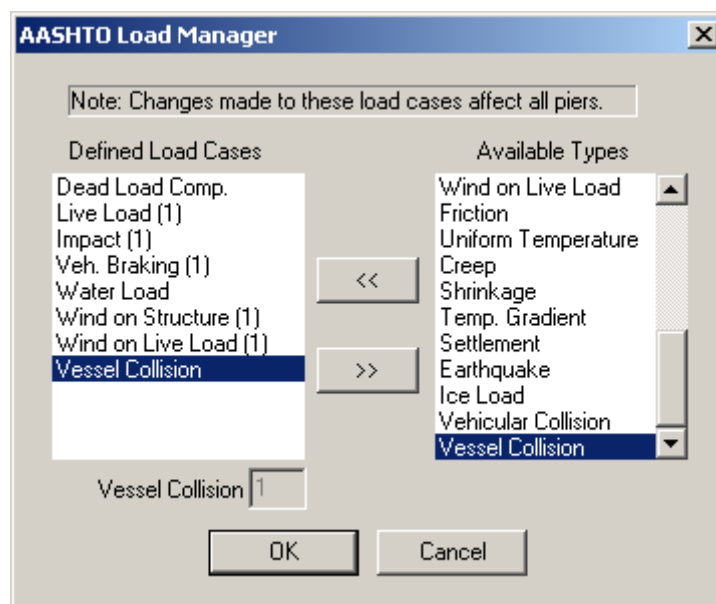 AASHTO Load Manager
Note: Changes made to these load cases affect all piers.
Defined Load Cases
Dead Load Comp.
Live Load (1)
Impact (1)
Veh. Braking (1)
Water Load
Wind on Structure (1)
Wind on Live Load (1)
Vessel Collision
<<
>>
Available Types
Wind on Live Load
Friction
Uniform Temperature
Creep
Shrinkage
Temp. Gradient
Settlement
Earthquake
Ice Load
Vehicular Collision
Vessel Collision
Vessel Collision 1
OK
Cancel